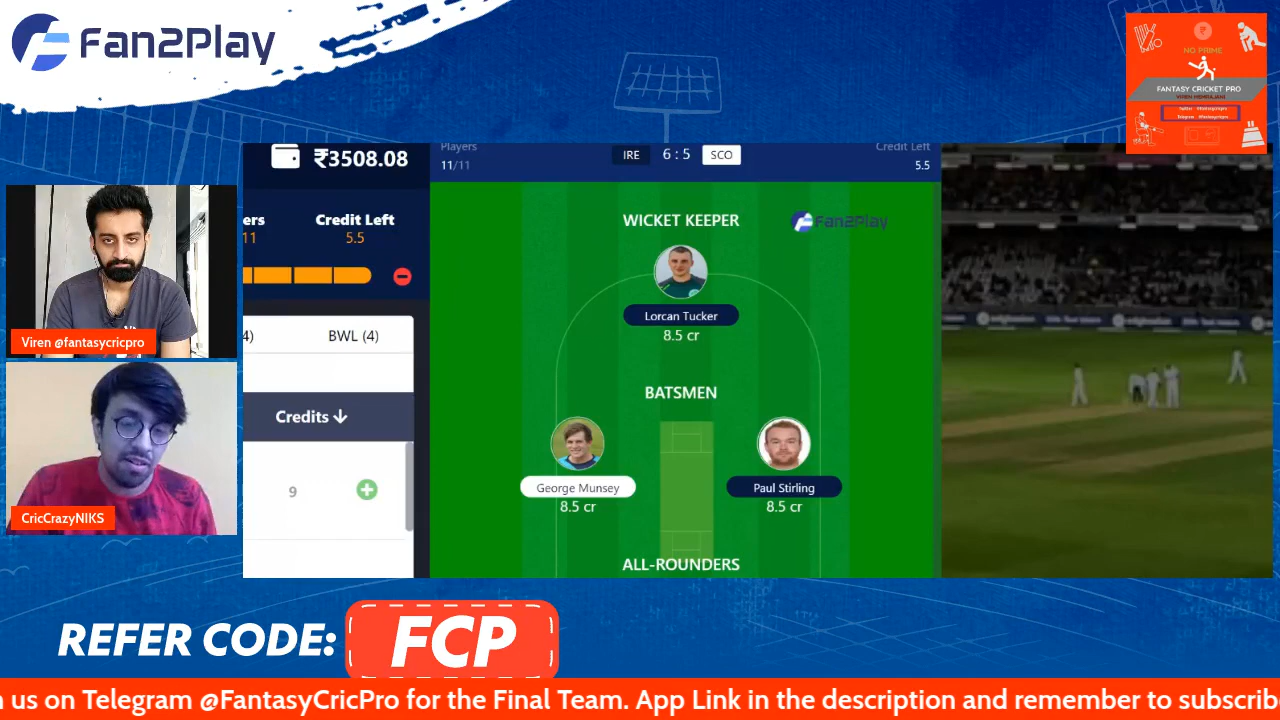 Fan2Play
NO PRIME
FANTASY CRICKET PRO
Players
11/11
IRE 6 : 5 SCO
Credit Left
5.5
₹3508.08
ers
11
Credit Left
5.5
4)
BWL (4)
Credits ↓
9
WICKET KEEPER
Fan2Play
Lorcan Tucker
8.5 cr
BATSMEN
George Munsey
8.5 cr
Paul Stirling
8.5 cr
ALL-ROUNDERS
Viren @fantasycricpro
CricCrazyNIKS
REFER CODE: FCP
n us on Telegram @FantasyCricPro for the Final Team. App Link in the description and remember to subscrib